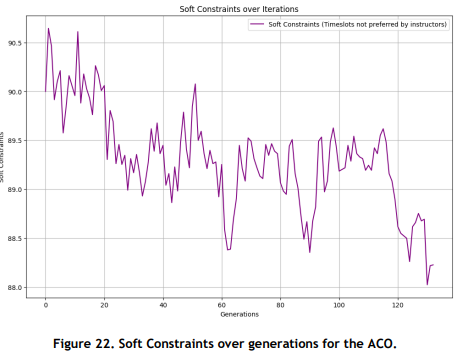 Soft Constraints over Iterations
Soft Constraints (Timeslots not preferred by instructors)
90.5
90.0
89.5
89.0
88.5
88.0
Soft Constraints
0
20
40
60
80
100
120
Generations
Figure 22. Soft Constraints over generations for the ACO.